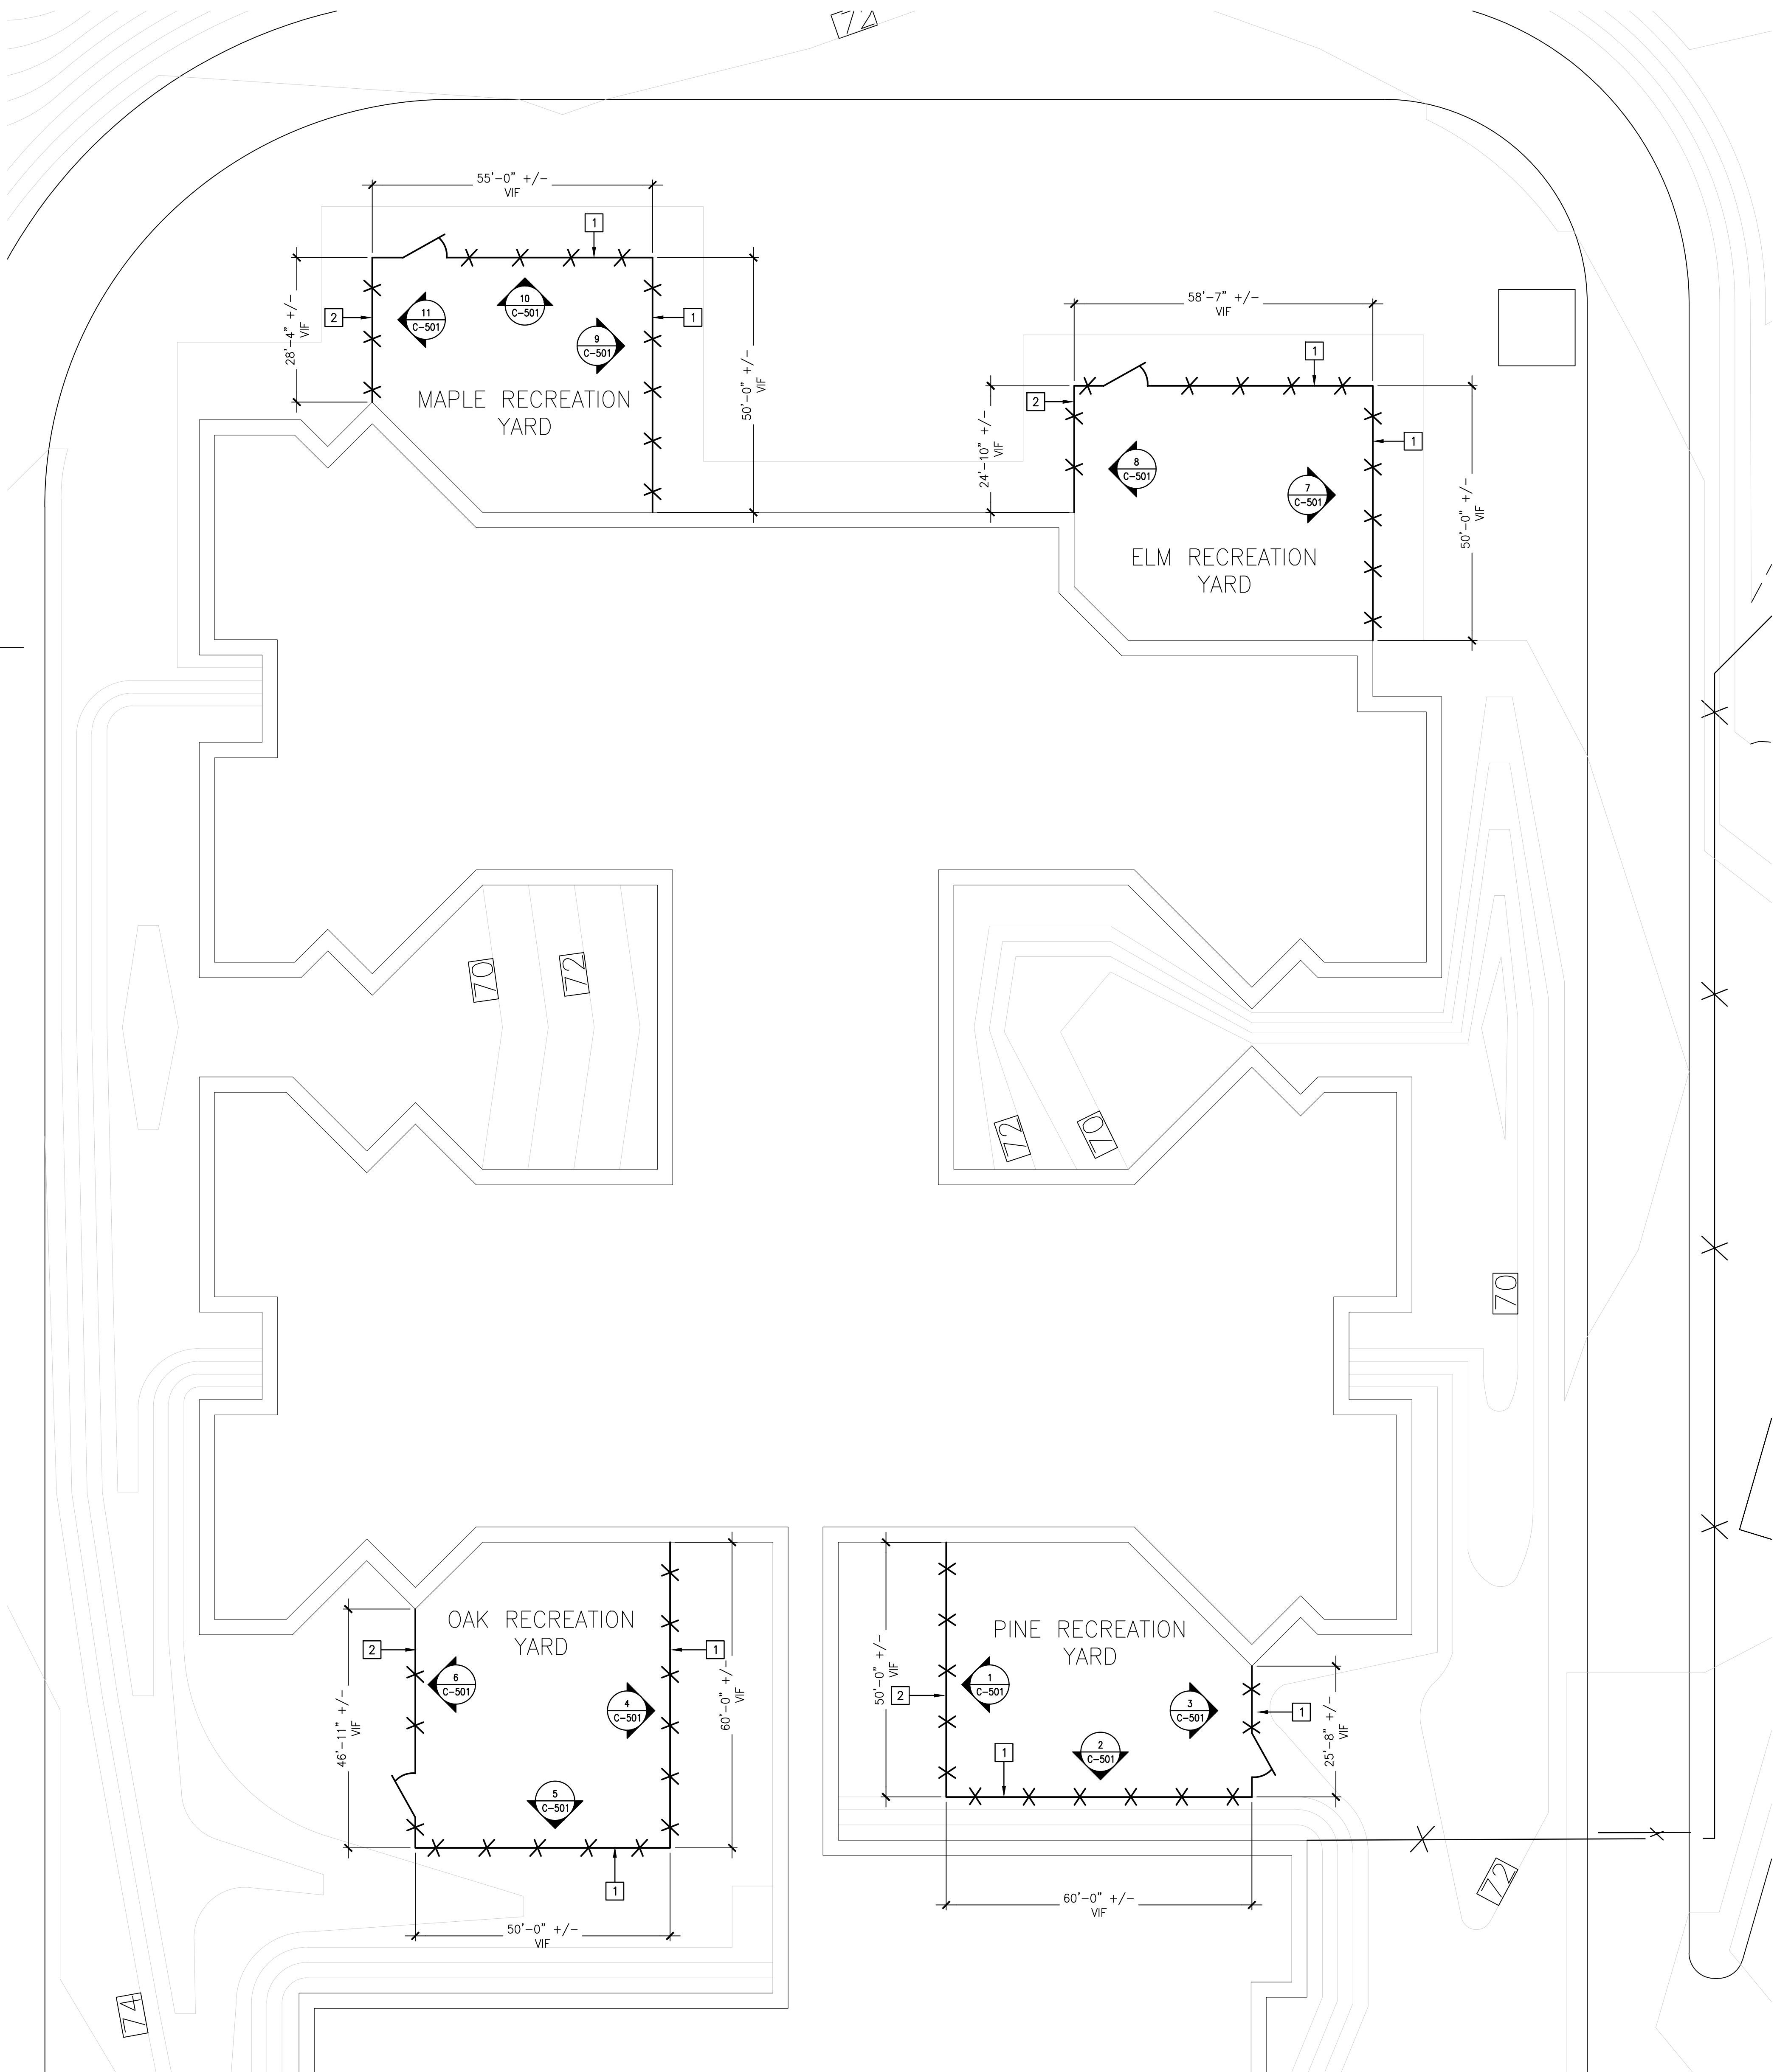 72
55'-0" +/-
VIF
1
28'-4" +/-
VIF
2
11
C-501
10
C-501
9
C-501
1
50'-0" +/-
VIF
MAPLE RECREATION
YARD
58'-7" +/-
VIF
1
2
24'-10" +/-
VIF
8
C-501
7
C-501
1
50'-0" +/-
VIF
ELM RECREATION
YARD
70
72
72
70
70
OAK RECREATION
YARD
2
46'-11" +/-
VIF
6
C-501
4
C-501
1
60'-0" +/-
VIF
5
C-501
1
50'-0" +/-
VIF
PINE RECREATION
YARD
50'-0" +/-
VIF
2
1
C-501
3
C-501
1
25'-8" +/-
VIF
2
C-501
1
60'-0" +/-
VIF
72
74